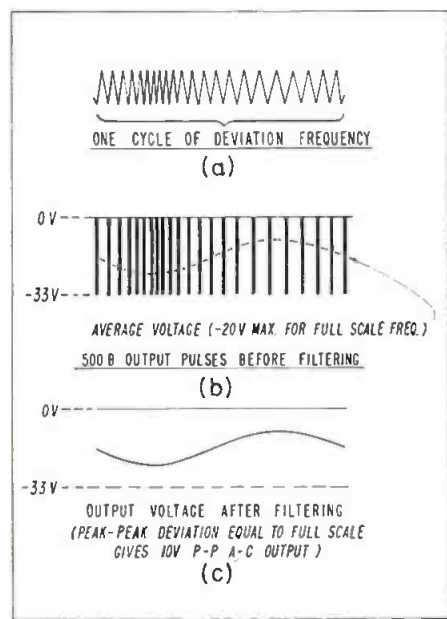 ONE CYCLE OF DEVIATION FREQUENCY
(a)
0V
-33V
AVERAGE VOLTAGE (-20V MAX. FOR FULL SCALE FREQ.)
500B OUTPUT PULSES BEFORE FILTERING
(b)
0V
-33V
OUTPUT VOLTAGE AFTER FILTERING
(PEAK-PEAK DEVIATION EQUAL TO FULL SCALE
GIVES 10V P-P A-C OUTPUT)
(c)